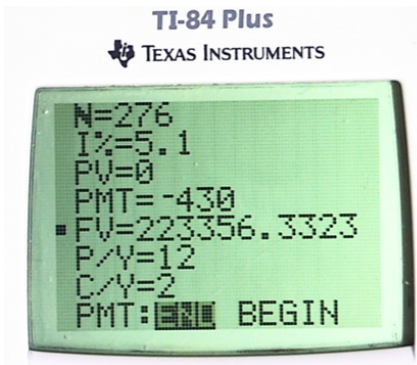 TI-84 Plus
TEXAS INSTRUMENTS
N=276
I%=5.1
PV=0
PMT=-430
FV=223356.3323
P/Y=12
C/Y=2
PMT:END BEGIN